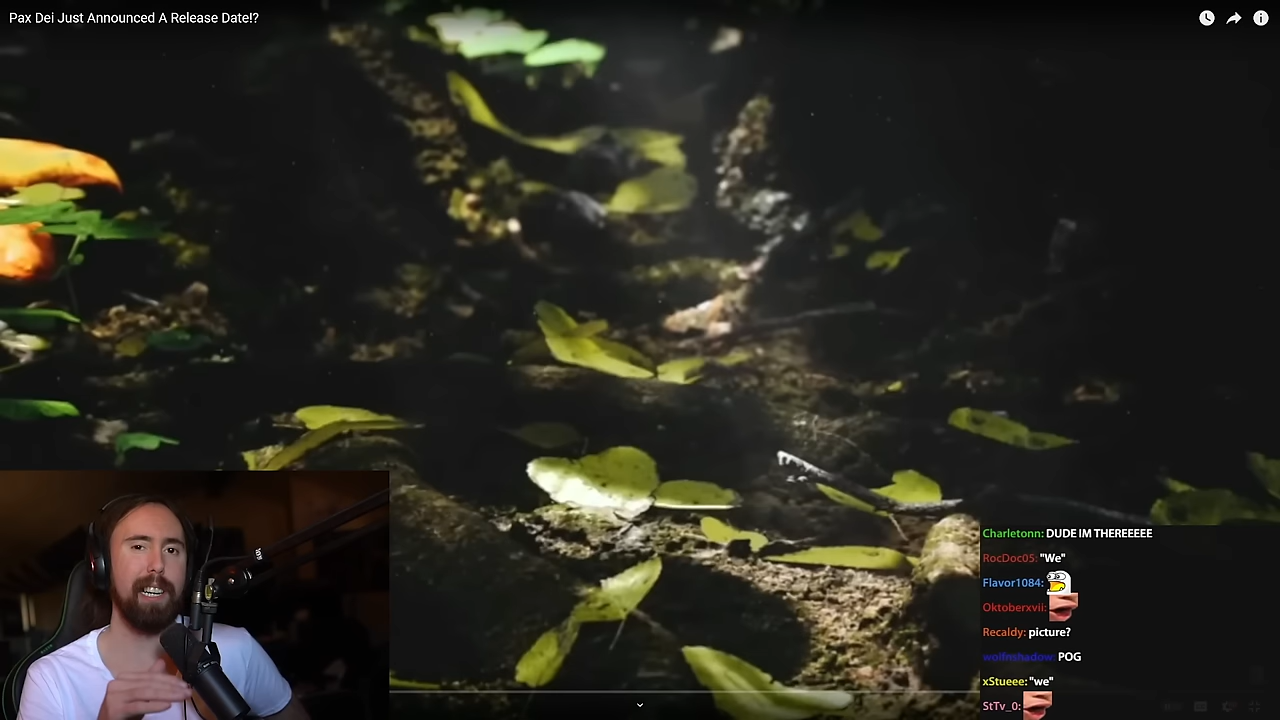 Pax Dei Just Announced A Release Date!?
Charletonn: DUDE IM THEREEEEE
RocDoc05: "We"
Flavor1084:
Oktoberxvii:
Recaldy: picture?
wolfnshadow: POG
xStueee: "we"
StTv_0: